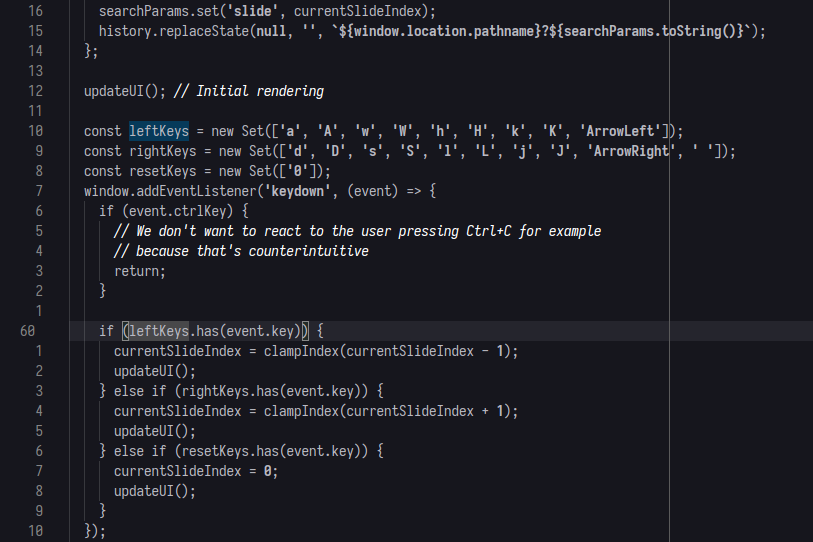 16 searchParams.set('slide', currentSlideIndex);
15 history.replaceState(null, '', `${window.location.pathname}?${searchParams.toString()}`);
14 };
13
12 updateUI(); // Initial rendering
11
10 const leftKeys = new Set(['a', 'A', 'w', 'W', 'h', 'H', 'k', 'K', 'ArrowLeft']);
9 const rightKeys = new Set(['d', 'D', 's', 'S', 'l', 'L', 'j', 'J', 'ArrowRight', ' ']);
8 const resetKeys = new Set(['0']);
7 window.addEventListener('keydown', (event) => {
6 if (event.ctrlKey) {
5 // We don't want to react to the user pressing Ctrl+C for example
4 // because that's counterintuitive
3 return;
2 }
1
60 if (leftKeys.has(event.key)) {
1 currentSlideIndex = clampIndex(currentSlideIndex - 1);
2 updateUI();
3 } else if (rightKeys.has(event.key)) {
4 currentSlideIndex = clampIndex(currentSlideIndex + 1);
5 updateUI();
6 } else if (resetKeys.has(event.key)) {
7 currentSlideIndex = 0;
8 updateUI();
9 }
10 });